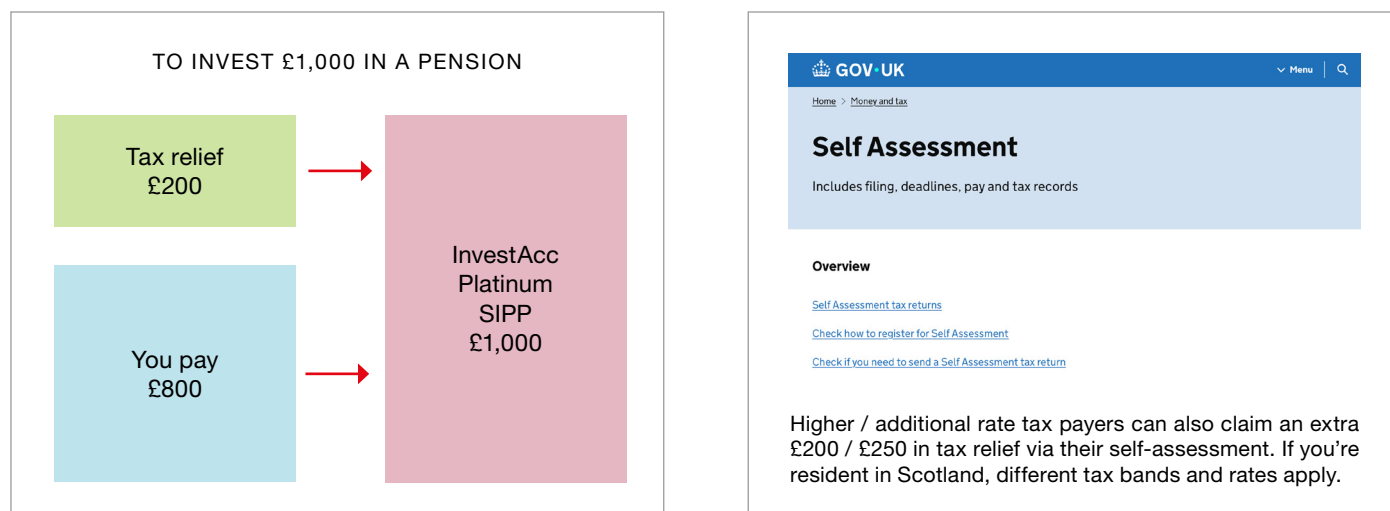 TO INVEST £1,000 IN A PENSION
Tax relief
£200
You pay
£800
InvestAcc
Platinum
SIPP
£1,000
GOV·UK
Menu
Home > Money and tax
Self Assessment
Includes filing, deadlines, pay and tax records
Overview
Self Assessment tax returns
Check how to register for Self Assessment
Check if you need to send a Self Assessment tax return
Higher / additional rate tax payers can also claim an extra
£200 / £250 in tax relief via their self-assessment. If you’re
resident in Scotland, different tax bands and rates apply.